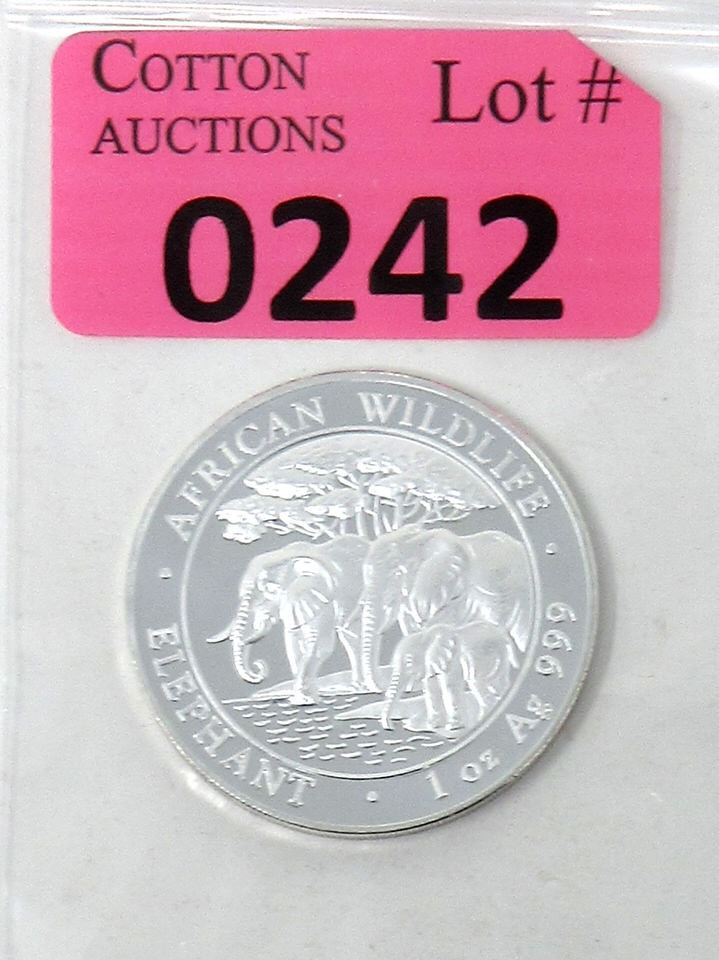 COTTON
AUCTIONS
Lot #
0242
AFRICAN WILDLIFE
ELEPHANT
1 oz Ag 999